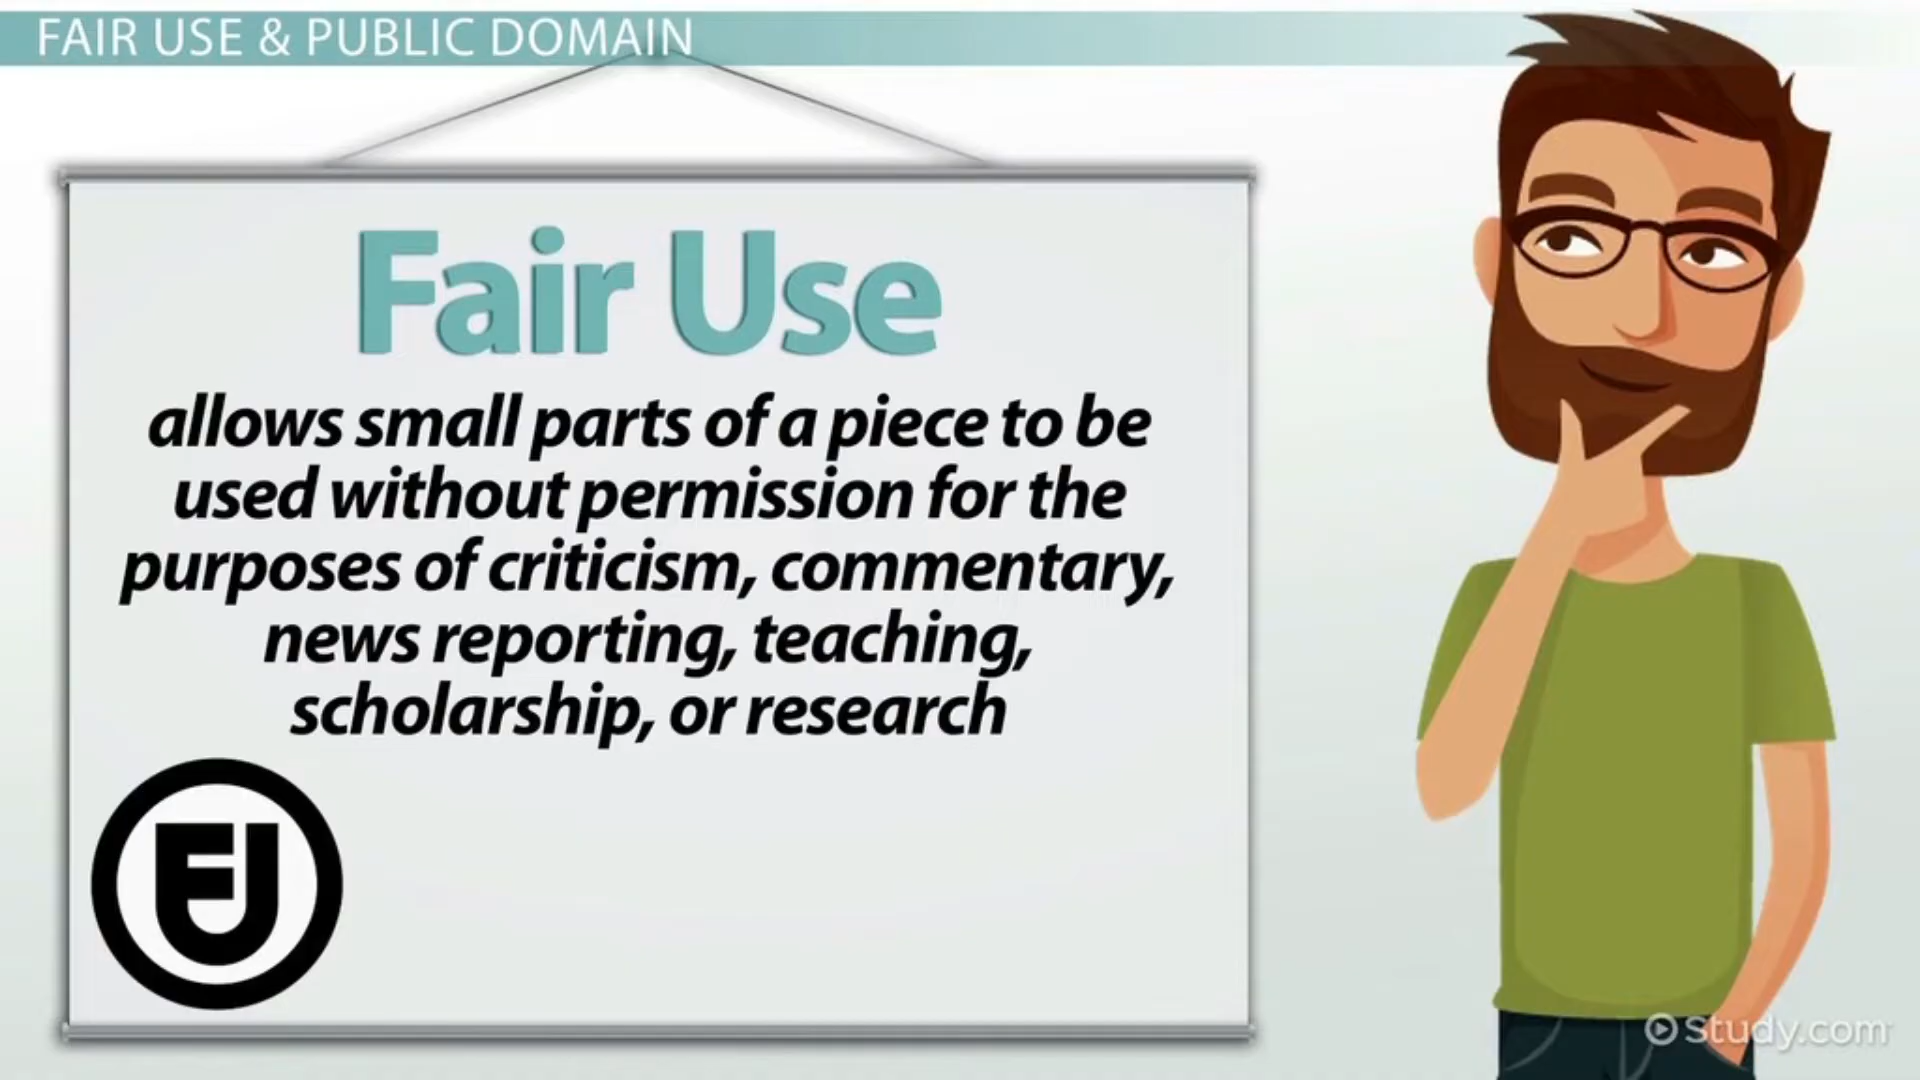 FAIR USE & PUBLIC DOMAIN
Fair Use
allows small parts of a piece to be
used without permission for the
purposes of criticism, commentary,
news reporting, teaching,
scholarship, or research
FU
Study.com